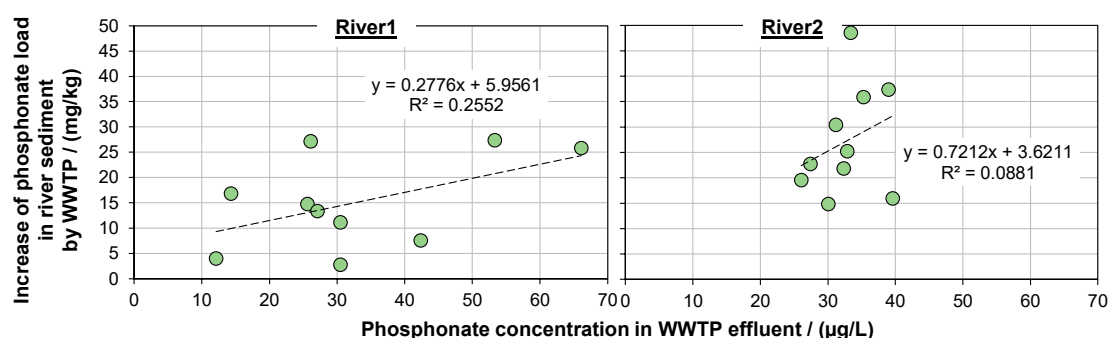 Increase of phosphonate load
in river sediment
by WWTP / (mg/kg)
50
45
40
35
30
25
20
15
10
5
0
River1
y = 0.2776x + 5.9561
R² = 0.2552
0 10 20 30 40 50 60 70
River2
y = 0.7212x + 3.6211
R² = 0.0881
0 10 20 30 40 50 60 70
Phosphonate concentration in WWTP effluent / (µg/L)